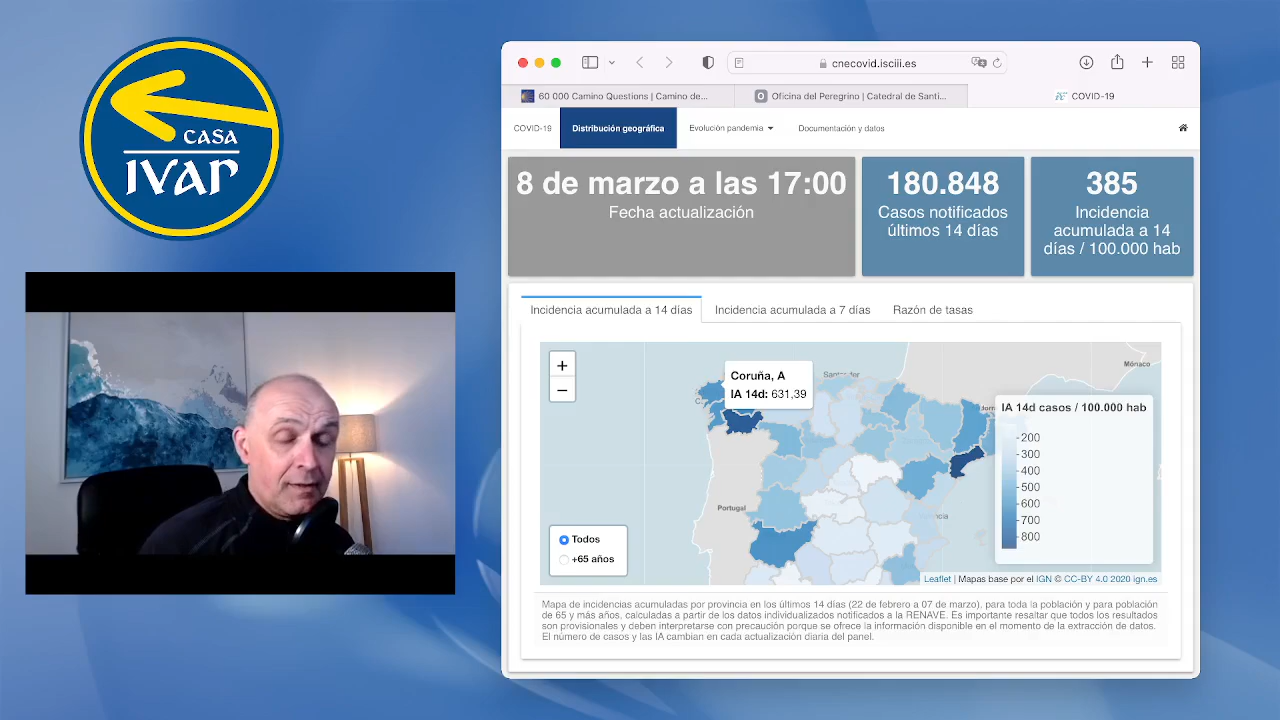 CASA
IVAR
cnecovid.isciii.es
60 000 Camino Questions | Camino de...
Oficina del Peregrino | Catedral de Santi...
COVID-19
COVID-19
Distribución geográfica
Evolución pandemia
Documentación y datos
8 de marzo a las 17:00
Fecha actualización
180.848
Casos notificados
últimos 14 días
385
Incidencia
acumulada a 14
días / 100.000 hab
Incidencia acumulada a 14 días
Incidencia acumulada a 7 días
Razón de tasas
+
−
Coruña, A
IA 14d: 631,39
Mónaco
IA 14d casos / 100.000 hab
200
300
400
500
600
700
800
Portugal
Todos
+65 años
Leaflet | Mapas base por el IGN © CC-BY 4.0 2020 ign.es
Mapa de incidencias acumuladas por provincia en los últimos 14 días (22 de febrero a 07 de marzo), para toda la población y para población
de 65 y más años, calculadas a partir de los datos individualizados notificados a la RENAVE. Es importante resaltar que todos los resultados
son provisionales y deben interpretarse con precaución porque se ofrece la información disponible en el momento de la extracción de datos.
El número de casos y las IA cambian en cada actualización diaria del panel.